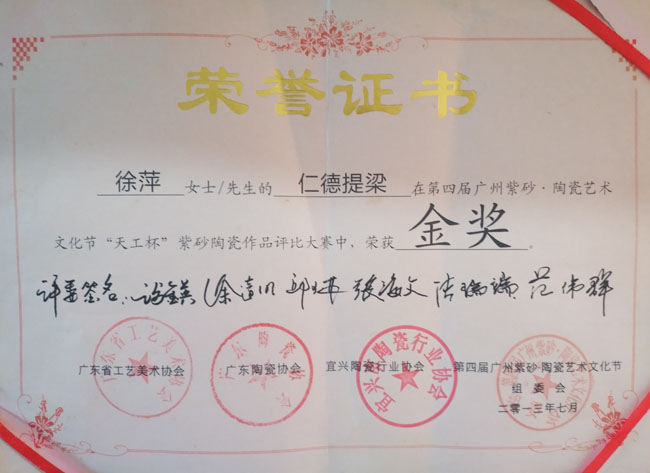 荣誉证书
徐萍 女士/先生的 仁德提梁 在第四届广州紫砂·陶瓷艺术
文化节“天工杯”紫砂陶瓷作品评比大赛中，荣获 金奖 。
评委签名：
广东省工艺美术协会 广东陶瓷协会 宜兴陶瓷行业协会 第四届广州紫砂·陶瓷艺术文化节
组委会
二〇一三年七月